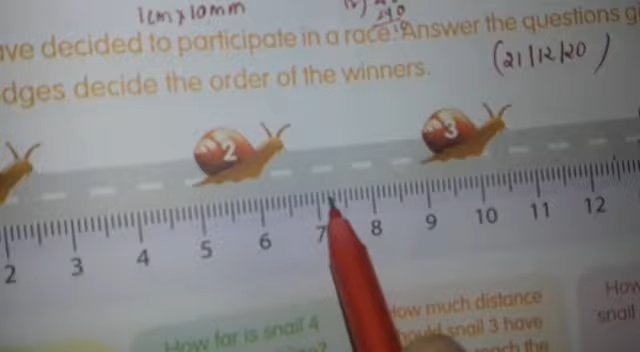 1cm x 10mm
ve decided to participate in a race. Answer the questions gi
dges decide the order of the winners.
(21/12/20)
2
3
2 3 4 5 6 7 8 9 10 11 12
How far is snail 4
How much distance
snail 3 have
the
How
snail